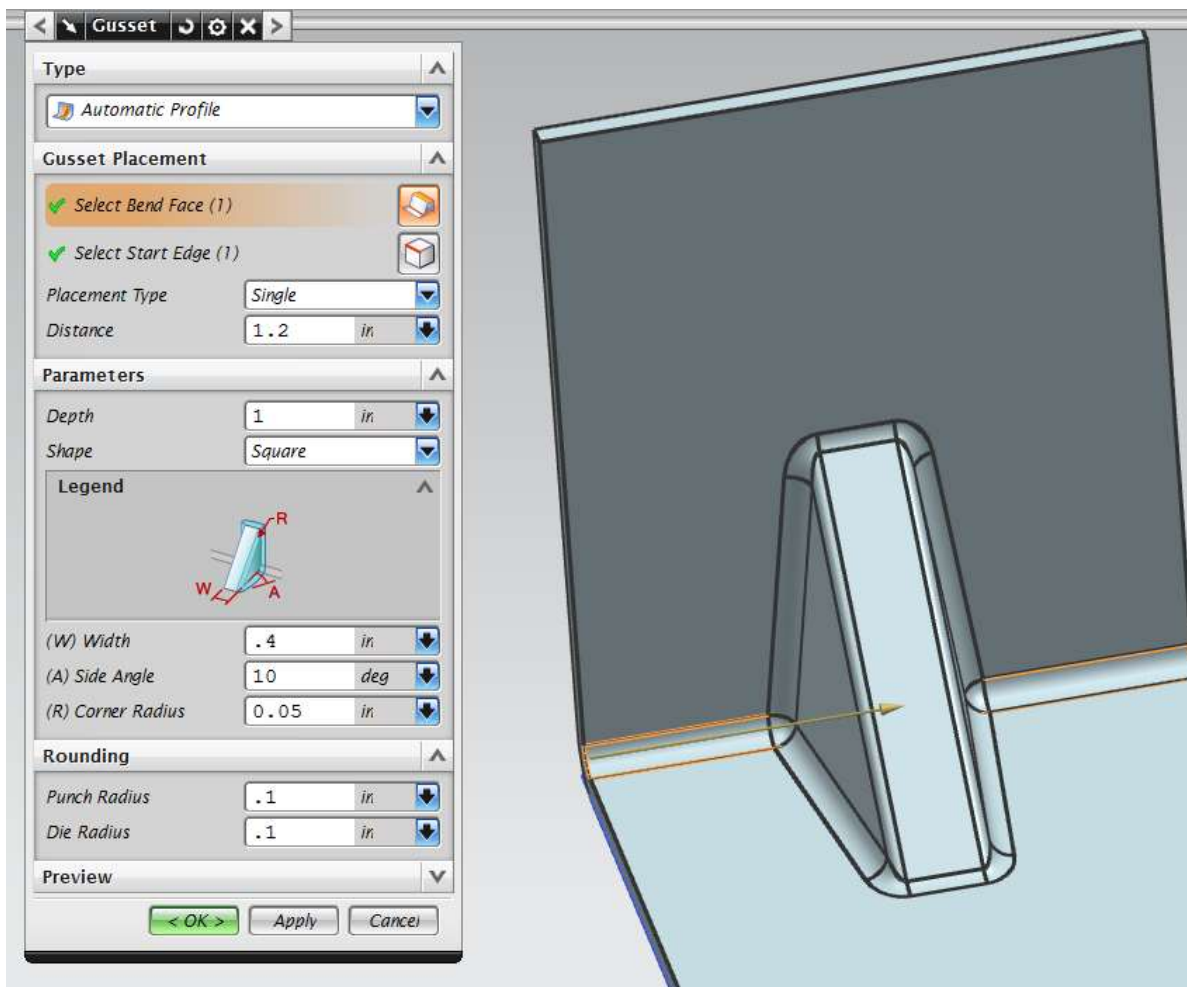 Gusset
Type
Automatic Profile
Gusset Placement
Select Bend Face (1)
Select Start Edge (1)
Placement Type Single
Distance 1.2 in
Parameters
Depth 1 in
Shape Square
Legend
R
W A
(W) Width .4 in
(A) Side Angle 10 deg
(R) Corner Radius 0.05 in
Rounding
Punch Radius .1 in
Die Radius .1 in
Preview
< OK > Apply Cancel